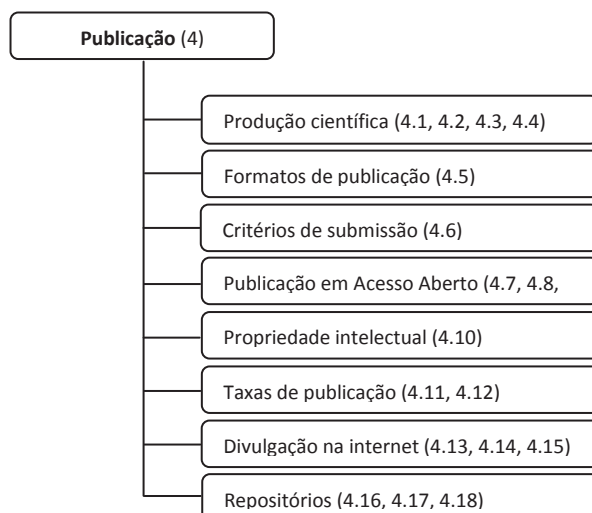 Publicação (4)
Produção científica (4.1, 4.2, 4.3, 4.4)
Formatos de publicação (4.5)
Critérios de submissão (4.6)
Publicação em Acesso Aberto (4.7, 4.8,
Propriedade intelectual (4.10)
Taxas de publicação (4.11, 4.12)
Divulgação na internet (4.13, 4.14, 4.15)
Repositórios (4.16, 4.17, 4.18)